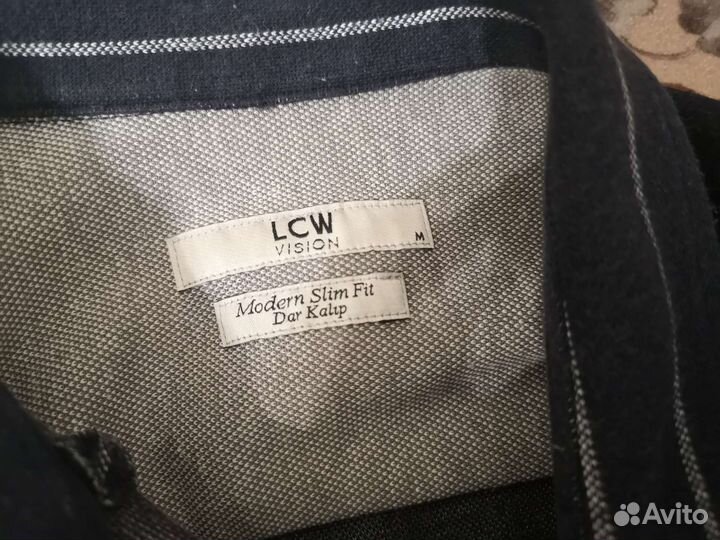 LCW
VISION
M
Modern Slim Fit
Dar Kalıp
Avito